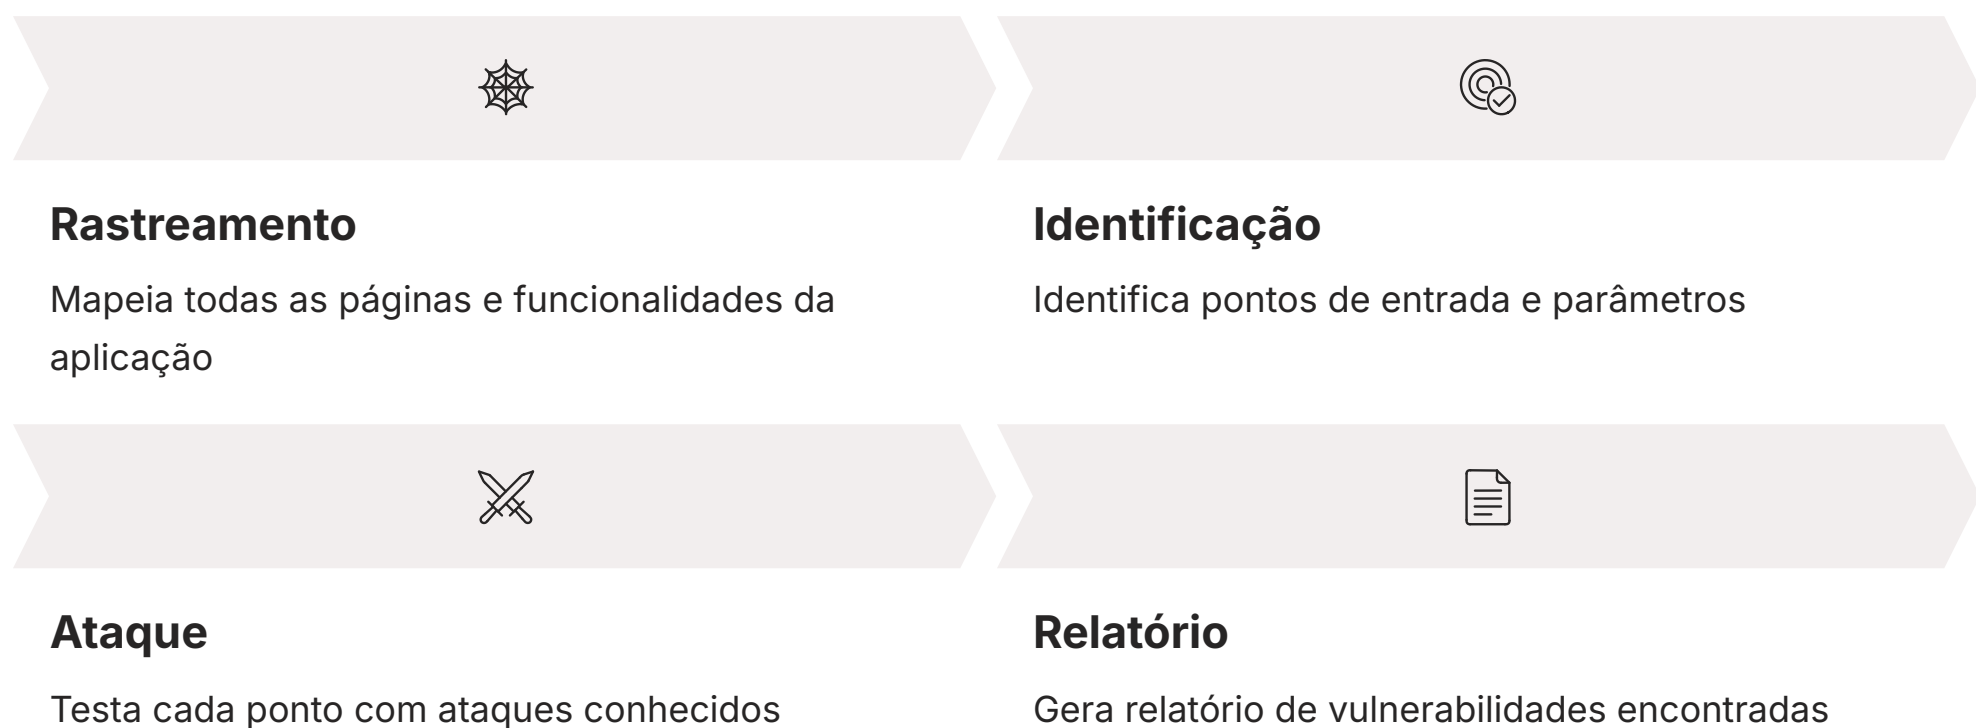 Rastreamento
Mapeia todas as páginas e funcionalidades da
aplicação
Identificação
Identifica pontos de entrada e parâmetros
Ataque
Testa cada ponto com ataques conhecidos
Relatório
Gera relatório de vulnerabilidades encontradas